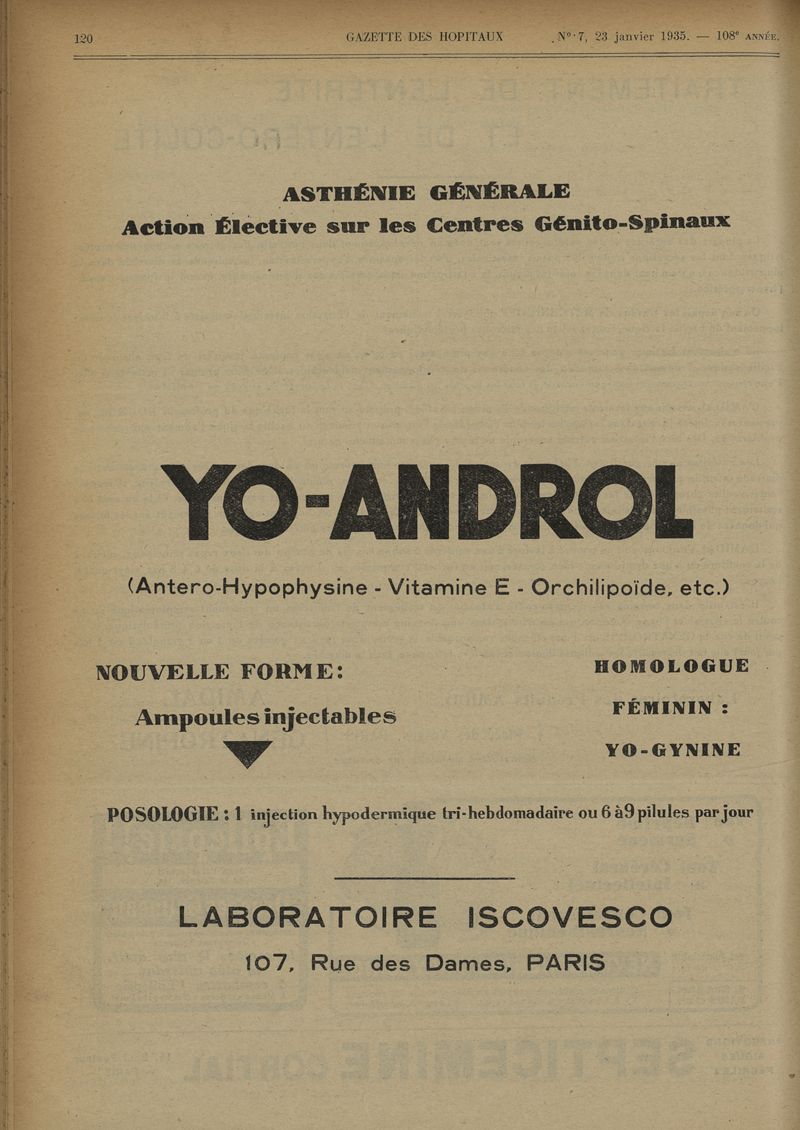 120
GAZETTE DES HOPITAUX
N° 7, 23 janvier 1935. — 108e ANNÉE.
ASTHÉNIE GÉNÉRALE
Action Élective sur les Centres Génito-Spinaux
YO-ANDROL
(Antero-Hypophysine - Vitamine E - Orchilipoïde, etc.)
NOUVELLE FORME:
Ampoules injectables
HOMOLOGUE
FÉMININ :
YO-GYNINE
POSOLOGIE : 1 injection hypodermique tri-hebdomadaire ou 6 à 9 pilules par jour
LABORATOIRE ISCOVESCO
107, Rue des Dames, PARIS